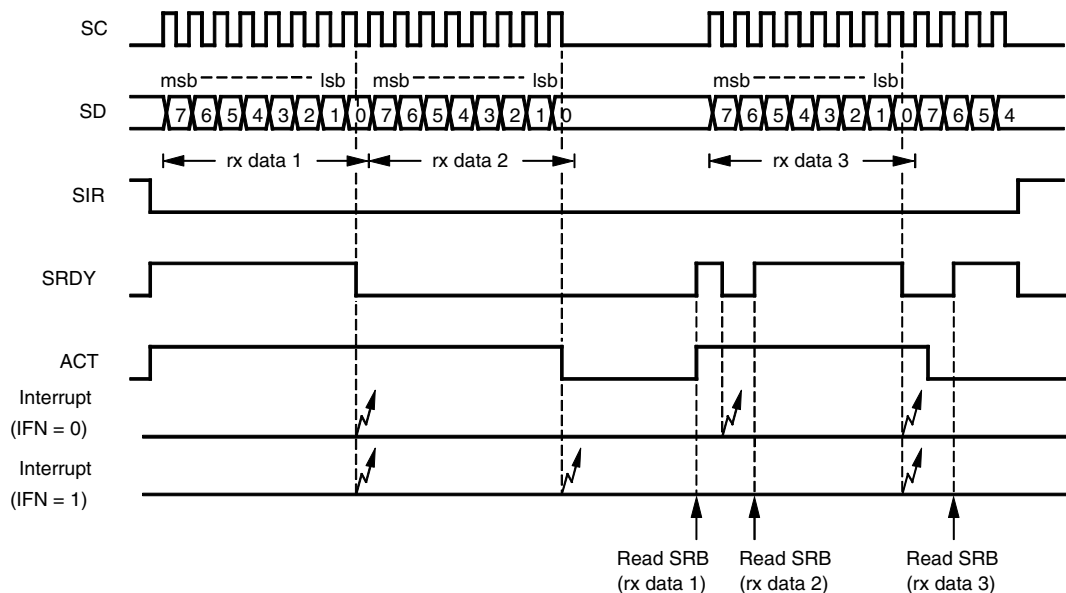 SC
msb lsb msb lsb msb lsb
SD 7 6 5 4 3 2 1 0 7 6 5 4 3 2 1 0 7 6 5 4 3 2 1 0 7 6 5 4
rx data 1 rx data 2 rx data 3
SIR
SRDY
ACT
Interrupt
(IFN = 0)
Interrupt
(IFN = 1)
Read SRB
(rx data 1)
Read SRB
(rx data 2)
Read SRB
(rx data 3)